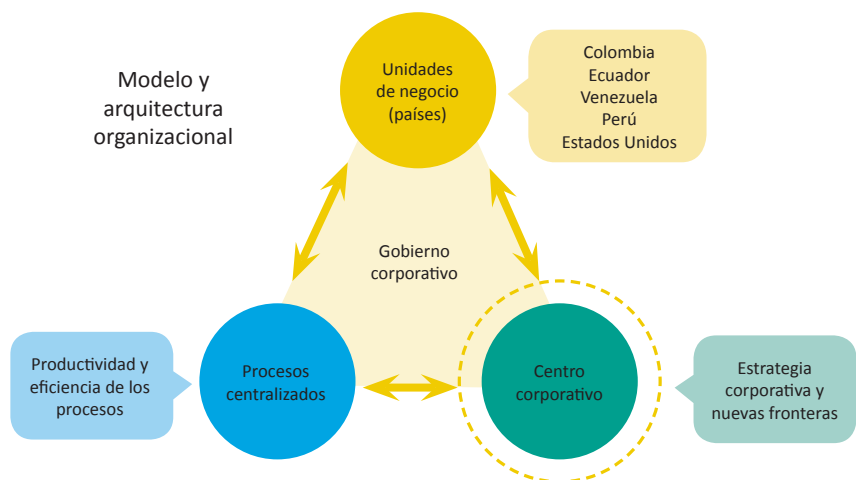 Modelo y
arquitectura
organizacional
Unidades
de negocio
(países)
Colombia
Ecuador
Venezuela
Perú
Estados Unidos
Gobierno
corporativo
Productividad y
eficiencia de los
procesos
Procesos
centralizados
Centro
corporativo
Estrategia
corporativa y
nuevas fronteras